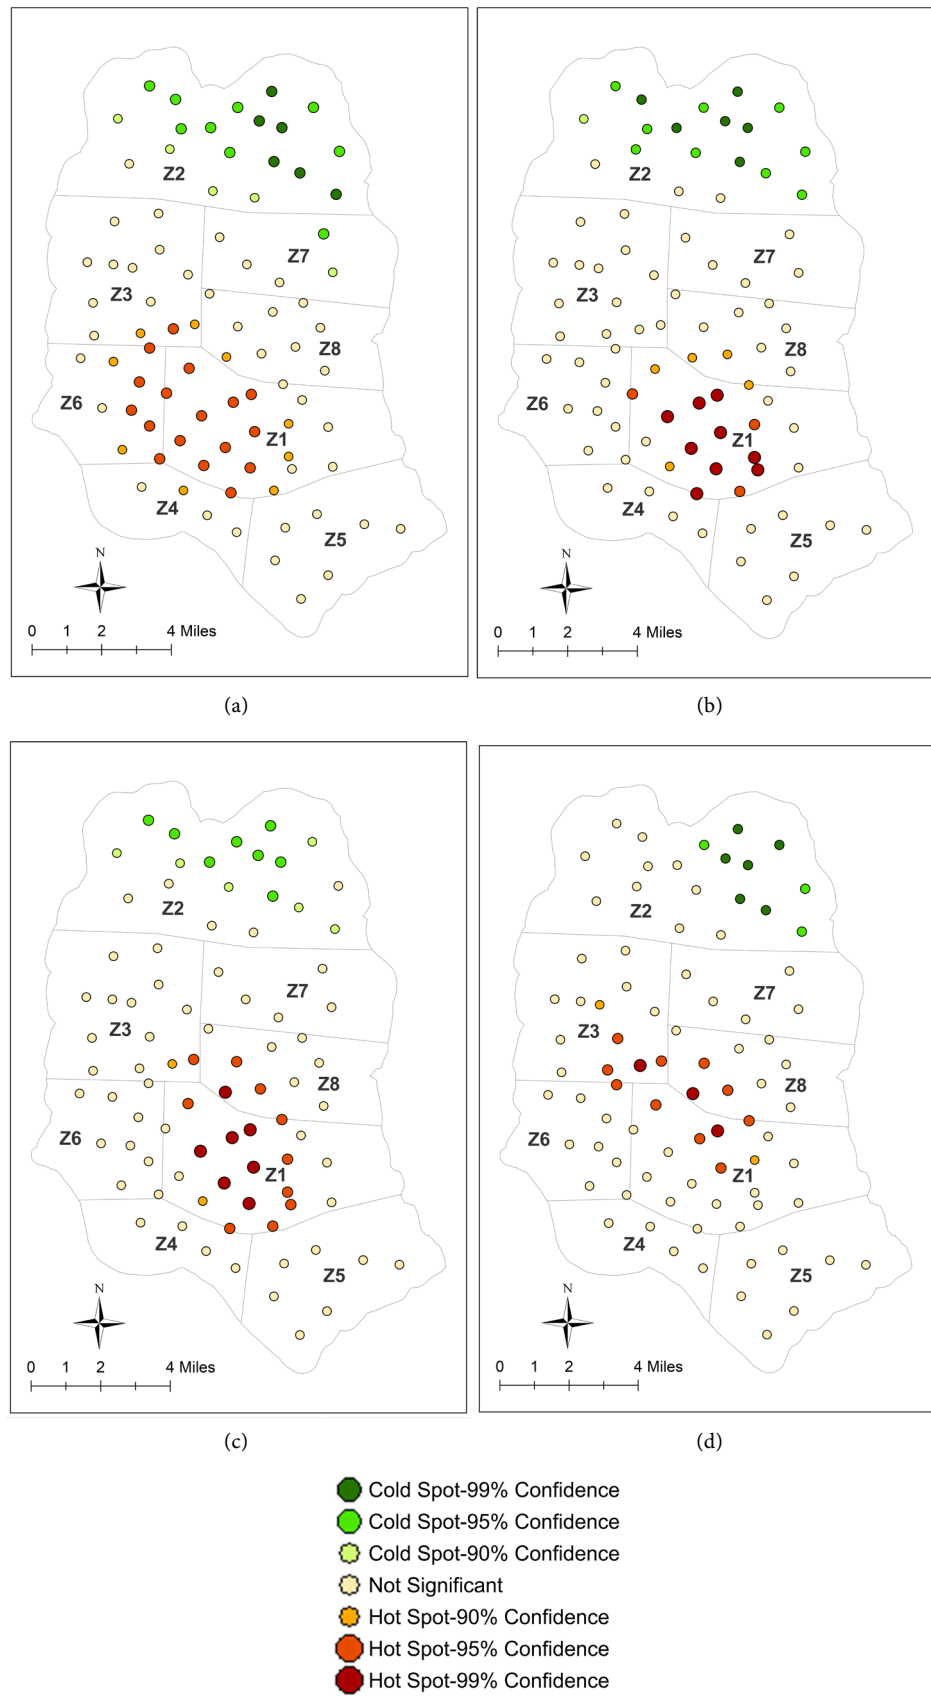 Z2
Z7
Z3
Z8
Z6
Z1
Z4
Z5
N
0 1 2 4 Miles
(a)
Z2
Z7
Z3
Z8
Z6
Z1
Z4
Z5
N
0 1 2 4 Miles
(b)
Z2
Z7
Z3
Z8
Z6
Z1
Z4
Z5
N
0 1 2 4 Miles
(c)
Z2
Z7
Z3
Z8
Z6
Z1
Z4
Z5
N
0 1 2 4 Miles
(d)
Cold Spot-99% Confidence
Cold Spot-95% Confidence
Cold Spot-90% Confidence
Not Significant
Hot Spot-90% Confidence
Hot Spot-95% Confidence
Hot Spot-99% Confidence